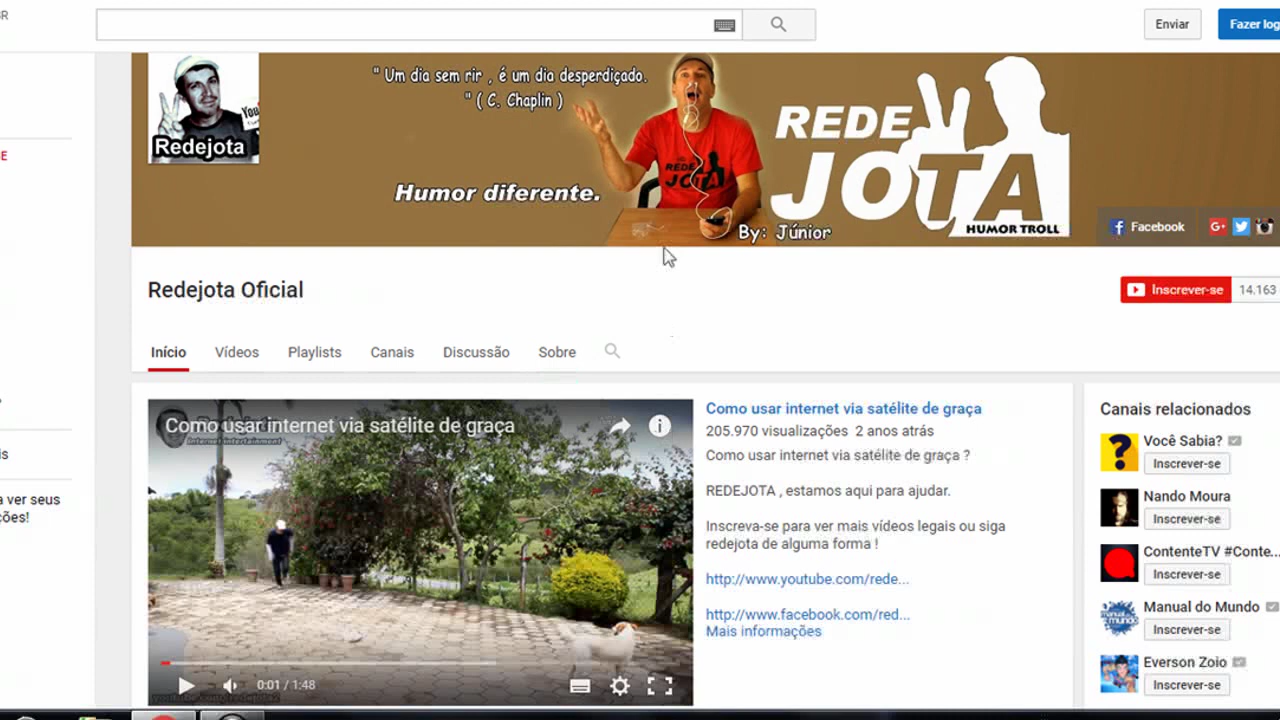 BR
Enviar
Fazer log
" Um dia sem rir , é um dia desperdiçado.
" ( C. Chaplin )
Redejota
Humor diferente.
REDE
JOTA
REDE
JOTA
HUMOR TROLL
By: Júnior
Facebook
Redejota Oficial
Inscrever-se
14.163
Início
Vídeos
Playlists
Canais
Discussão
Sobre
Como usar internet via satélite de graça
0:01 / 1:48
Como usar internet via satélite de graça
205.970 visualizações 2 anos atrás
Como usar internet via satélite de graça ?
REDEJOTA , estamos aqui para ajudar.
Inscreva-se para ver mais vídeos legais ou siga
redejota de alguma forma !
http://www.youtube.com/rede...
http://www.facebook.com/red...
Mais informações
Canais relacionados
Você Sabia?
Inscrever-se
Nando Moura
Inscrever-se
ContenteTV #Conte...
Inscrever-se
Manual do Mundo
Inscrever-se
Everson Zoio
Inscrever-se
E
is
a ver seus
ções!